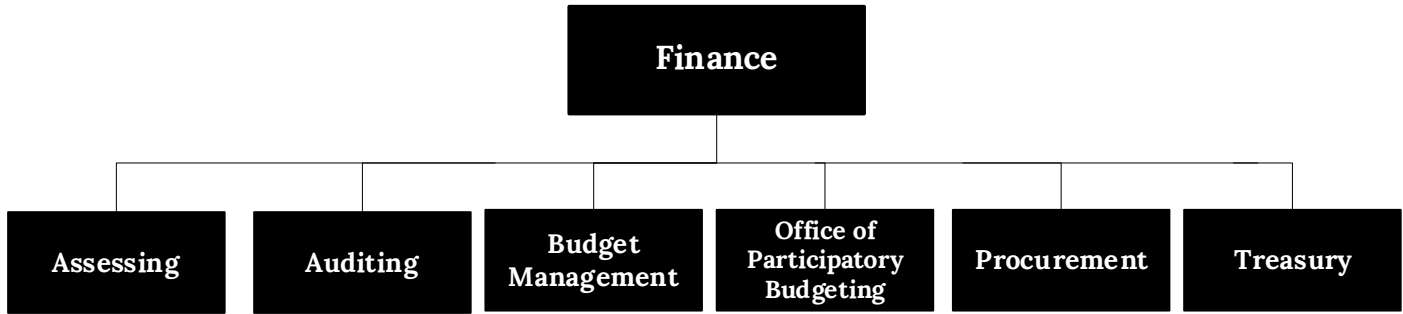 Finance
Assessing
Auditing
Budget
Management
Office of
Participatory
Budgeting
Procurement
Treasury